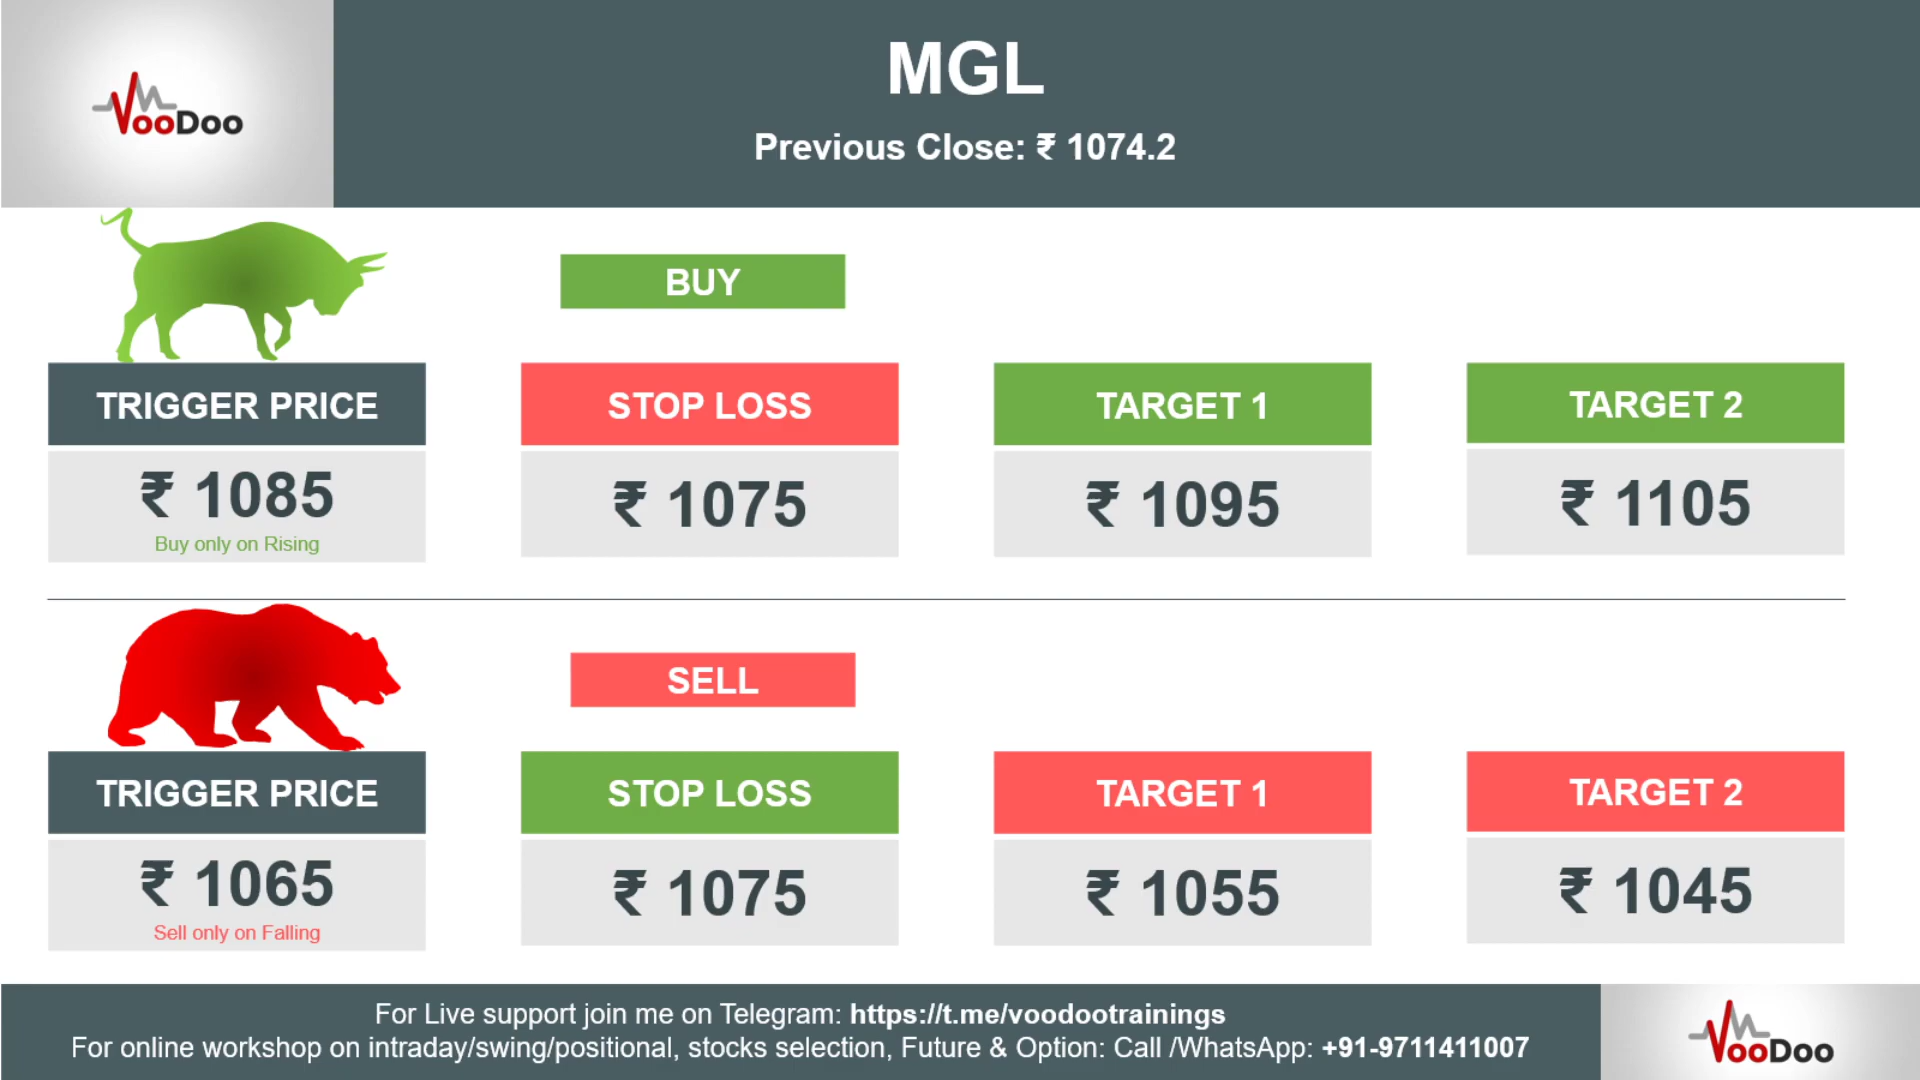 VooDoo
MGL
Previous Close: ₹ 1074.2
BUY
TRIGGER PRICE
STOP LOSS
TARGET 1
TARGET 2
₹ 1085
₹ 1075
₹ 1095
₹ 1105
Buy only on Rising
SELL
TRIGGER PRICE
STOP LOSS
TARGET 1
TARGET 2
₹ 1065
₹ 1075
₹ 1055
₹ 1045
Sell only on Falling
For Live support join me on Telegram: https://t.me/voodootrainings
For online workshop on intraday/swing/positional, stocks selection, Future & Option: Call /WhatsApp: +91-9711411007
VooDoo